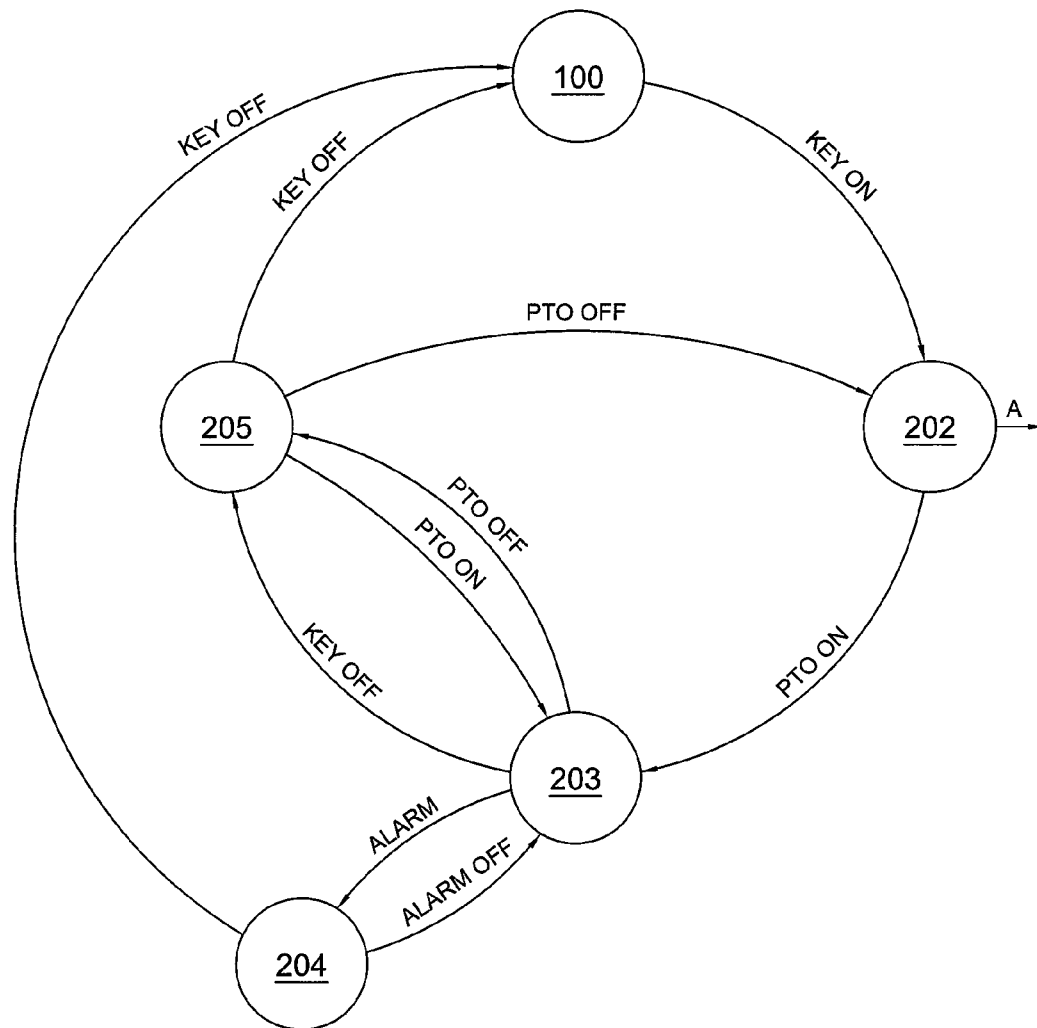 100
KEY OFF
KEY OFF
KEY ON
PTO OFF
205
202
A
PTO OFF
PTO ON
KEY OFF
PTO ON
203
ALARM
ALARM OFF
204